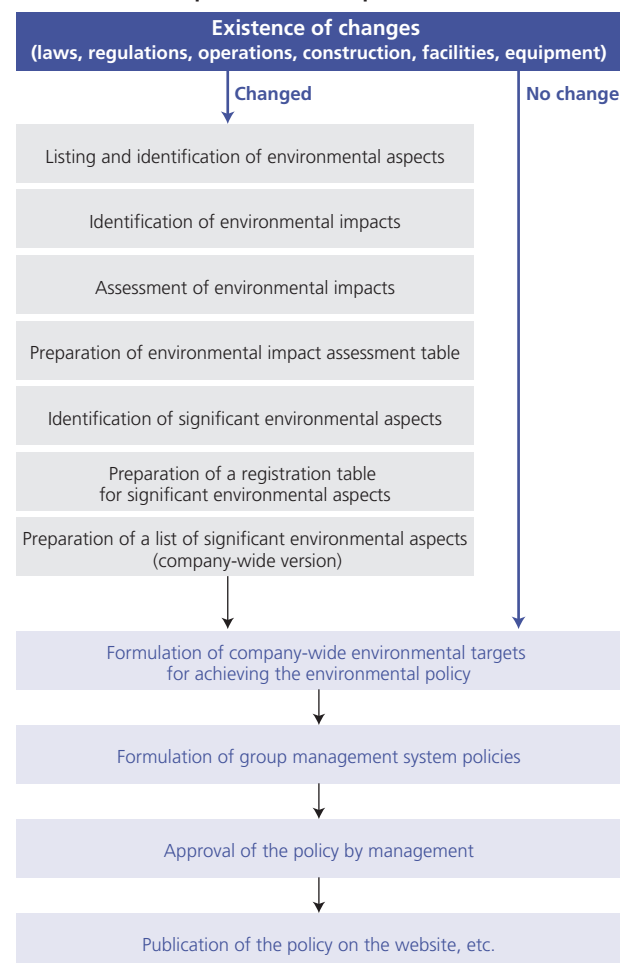 Existence of changes
(laws, regulations, operations, construction, facilities, equipment)
Changed
No change
Listing and identification of environmental aspects
Identification of environmental impacts
Assessment of environmental impacts
Preparation of environmental impact assessment table
Identification of significant environmental aspects
Preparation of a registration table
for significant environmental aspects
Preparation of a list of significant environmental aspects
(company-wide version)
Formulation of company-wide environmental targets
for achieving the environmental policy
Formulation of group management system policies
Approval of the policy by management
Publication of the policy on the website, etc.